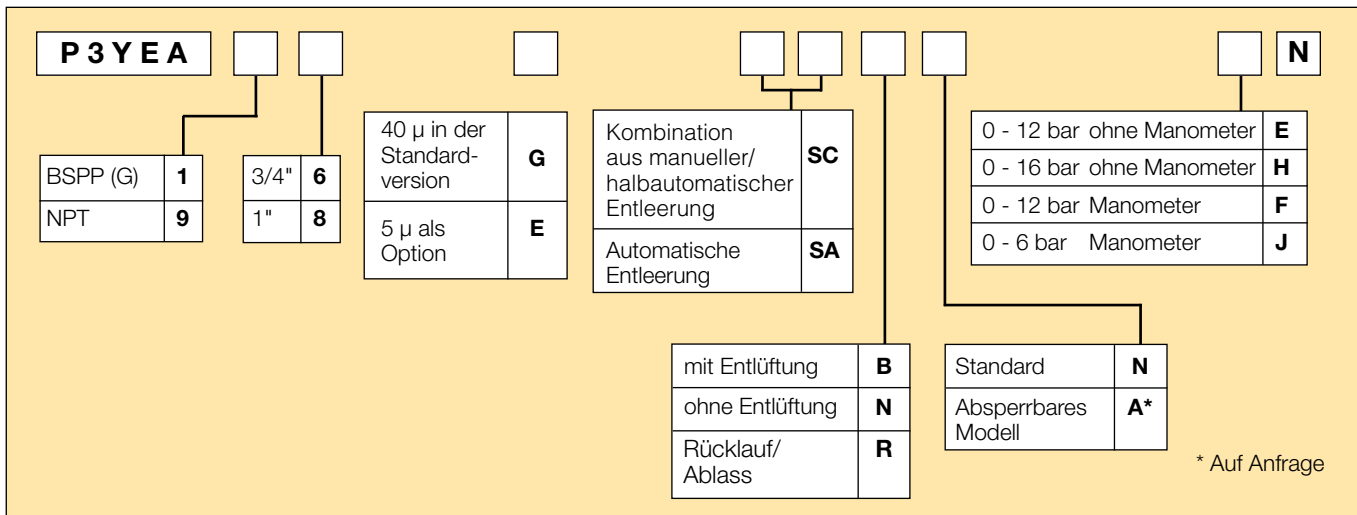 P 3 Y E A N
BSPP (G) 1
NPT 9
3/4" 6
1" 8
40 µ in der
Standard-
version
G
5 µ als
Option
E
Kombination
aus manueller/
halbautomatischer
Entleerung
SC
Automatische
Entleerung
SA
0 - 12 bar ohne Manometer E
0 - 16 bar ohne Manometer H
0 - 12 bar Manometer F
0 - 6 bar Manometer J
mit Entlüftung B
ohne Entlüftung N
Rücklauf/
Ablass
R
Standard N
Absperrbares
Modell
A*
* Auf Anfrage